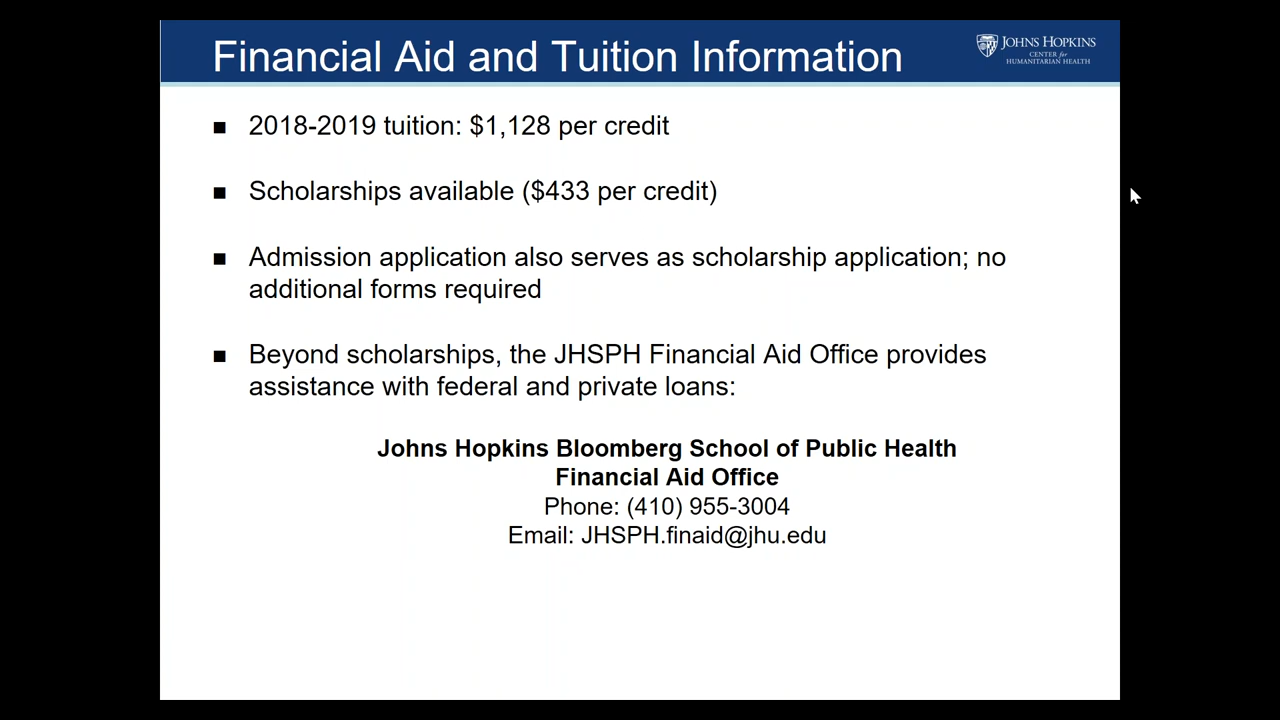 Financial Aid and Tuition Information
JOHNS HOPKINS
CENTER for
HUMANITARIAN HEALTH
■ 2018-2019 tuition: $1,128 per credit
■ Scholarships available ($433 per credit)
■ Admission application also serves as scholarship application; no
additional forms required
■ Beyond scholarships, the JHSPH Financial Aid Office provides
assistance with federal and private loans:
Johns Hopkins Bloomberg School of Public Health
Financial Aid Office
Phone: (410) 955-3004
Email: JHSPH.finaid@jhu.edu